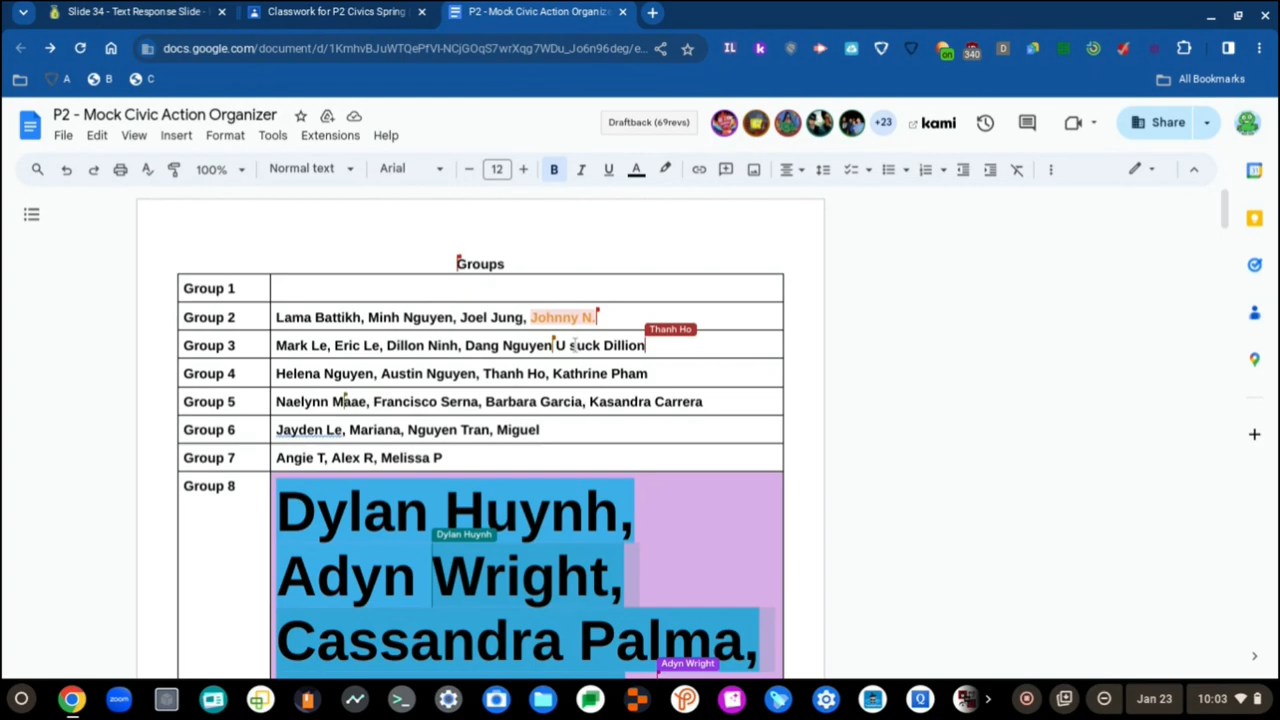 Slide 34 - Text Response Slide -
Classwork for P2 Civics Spring
P2 - Mock Civic Action Organize
docs.google.com/document/d/1KmhvBJuWTQePfVI-NCjGOqS7wrXqg7WDu_Jo6n96deg/e...
IL
k
on
340
D
A
B
C
All Bookmarks
P2 - Mock Civic Action Organizer
File Edit View Insert Format Tools Extensions Help
Draftback (69revs)
+23
kami
Share
100%
Normal text
Arial
12
B I U A
Groups
Group 1
Group 2 Lama Battikh, Minh Nguyen, Joel Jung, Johnny N.
Thanh Ho
Group 3 Mark Le, Eric Le, Dillon Ninh, Dang Nguyen U suck Dillion
Group 4 Helena Nguyen, Austin Nguyen, Thanh Ho, Kathrine Pham
Group 5 Naelynn Maae, Francisco Serna, Barbara Garcia, Kasandra Carrera
Group 6 Jayden Le, Mariana, Nguyen Tran, Miguel
Group 7 Angie T, Alex R, Melissa P
Group 8 Dylan Huynh,
Dylan Huynh
Adyn Wright,
Cassandra Palma,
Adyn Wright
zoom
Q
Jan 23
10:03